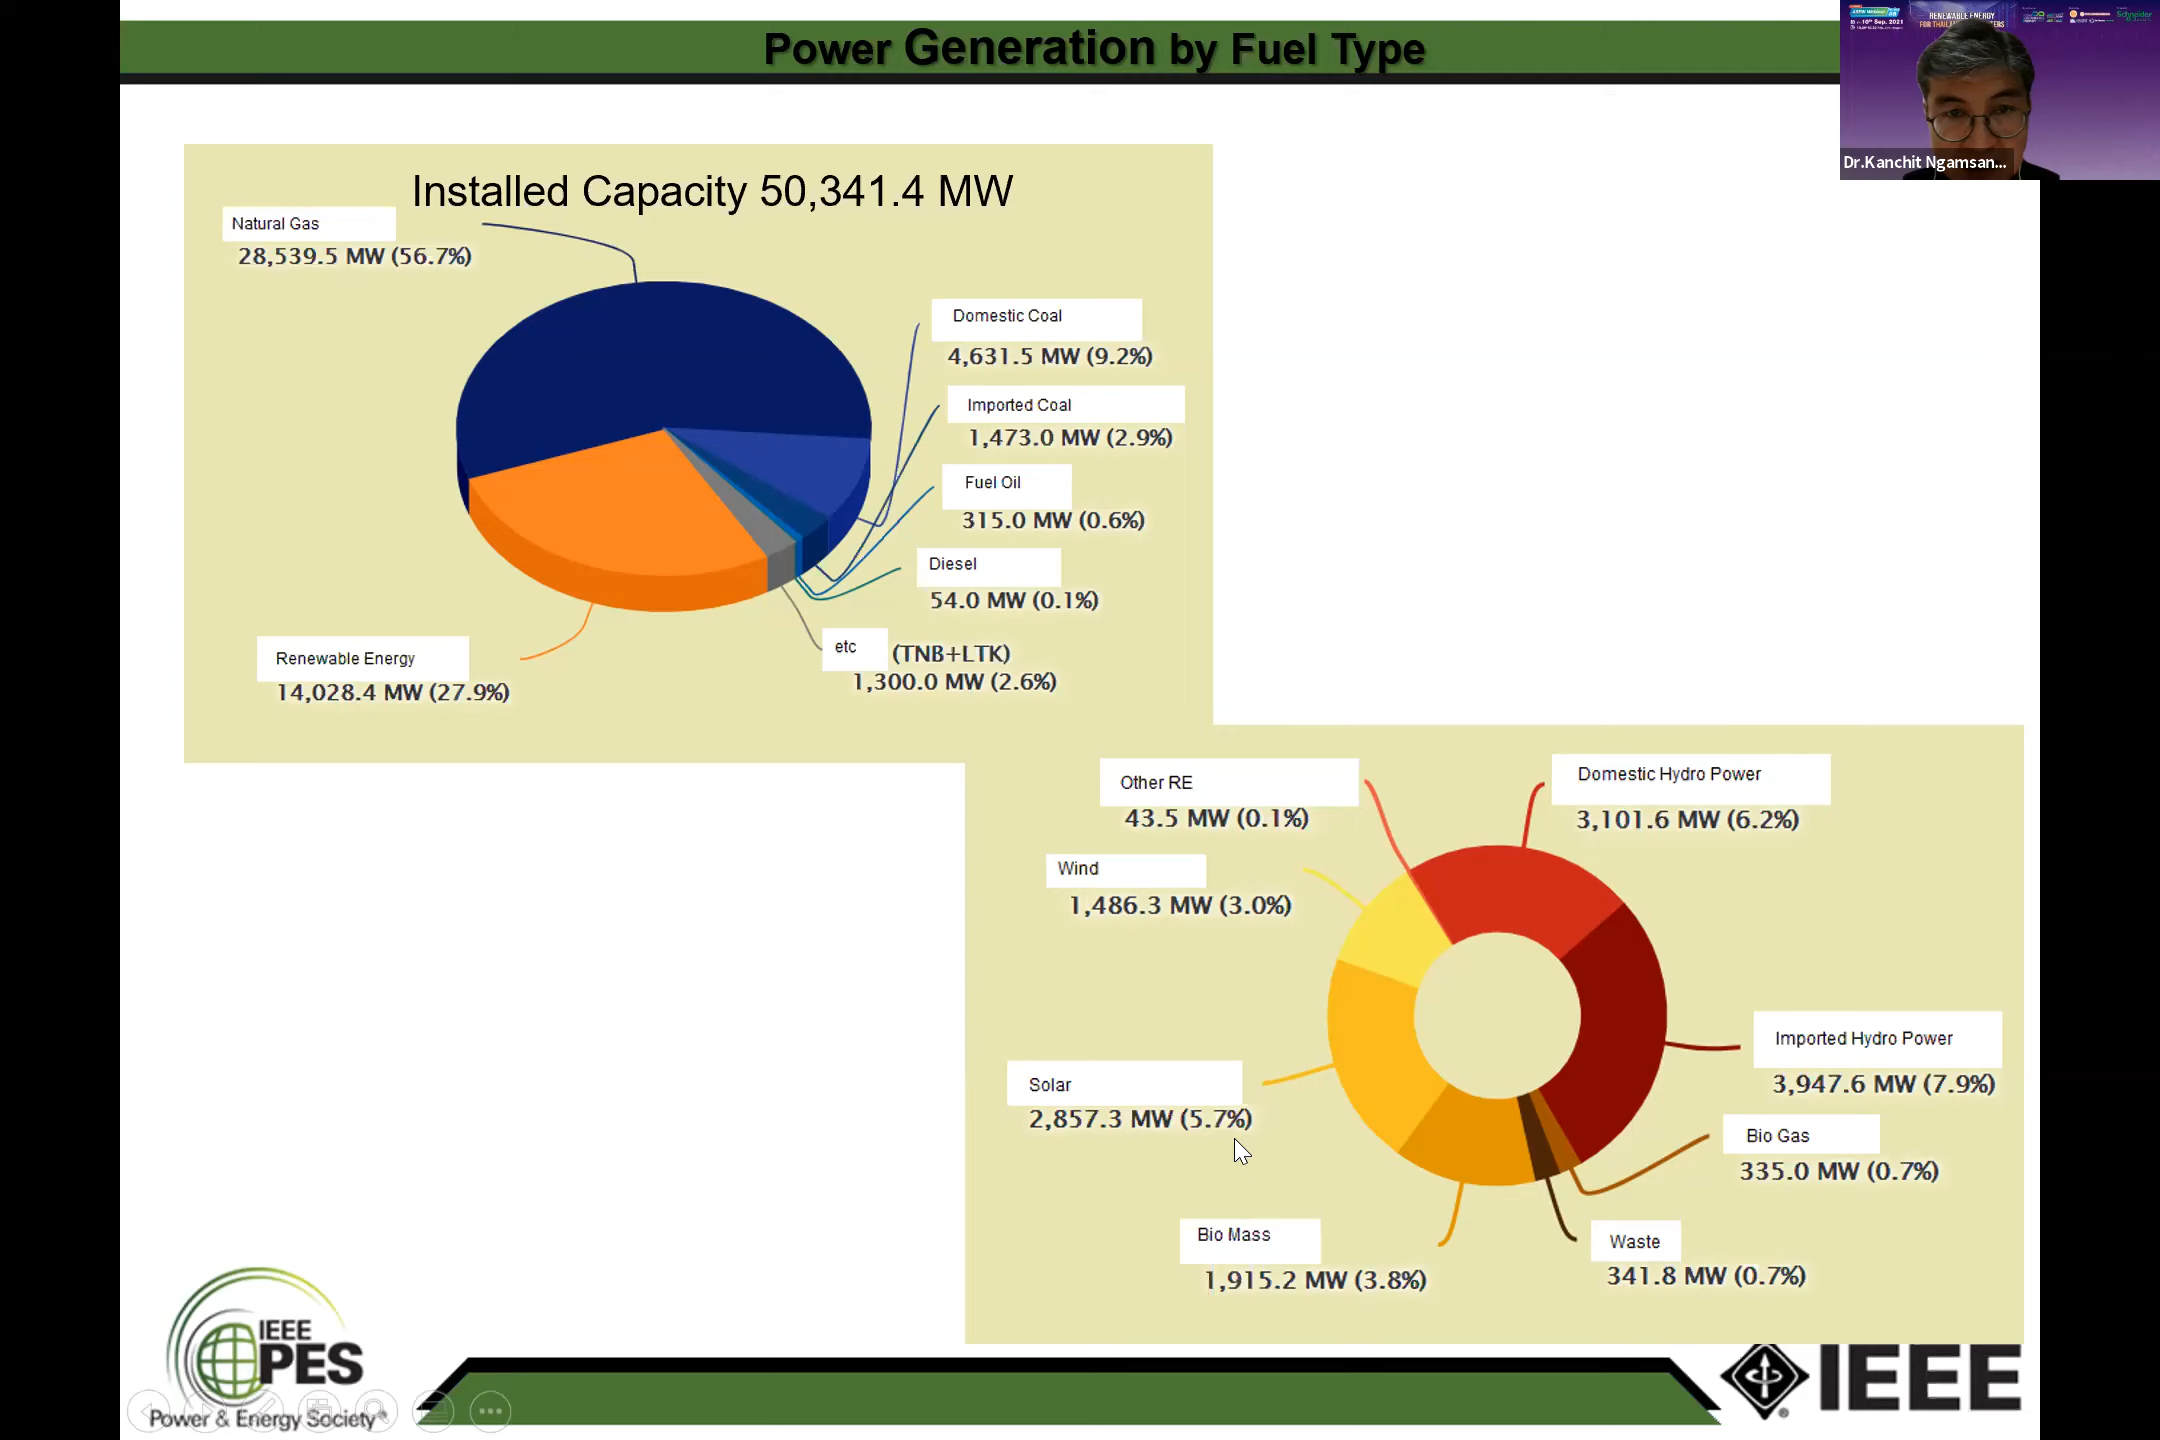 Power Generation by Fuel Type
RENEWABLE ENERGY
Schneider
Dr.Kanchit Ngamsan...
Installed Capacity 50,341.4 MW
Natural Gas
28,539.5 MW (56.7%)
Domestic Coal
4,631.5 MW (9.2%)
Imported Coal
1,473.0 MW (2.9%)
Fuel Oil
315.0 MW (0.6%)
Diesel
54.0 MW (0.1%)
etc (TNB+LTK)
1,300.0 MW (2.6%)
Renewable Energy
14,028.4 MW (27.9%)
Other RE
43.5 MW (0.1%)
Domestic Hydro Power
3,101.6 MW (6.2%)
Wind
1,486.3 MW (3.0%)
Imported Hydro Power
3,947.6 MW (7.9%)
Solar
2,857.3 MW (5.7%)
Bio Gas
335.0 MW (0.7%)
Bio Mass
1,915.2 MW (3.8%)
Waste
341.8 MW (0.7%)
IEEE
PES
Power & Energy Society®
IEEE